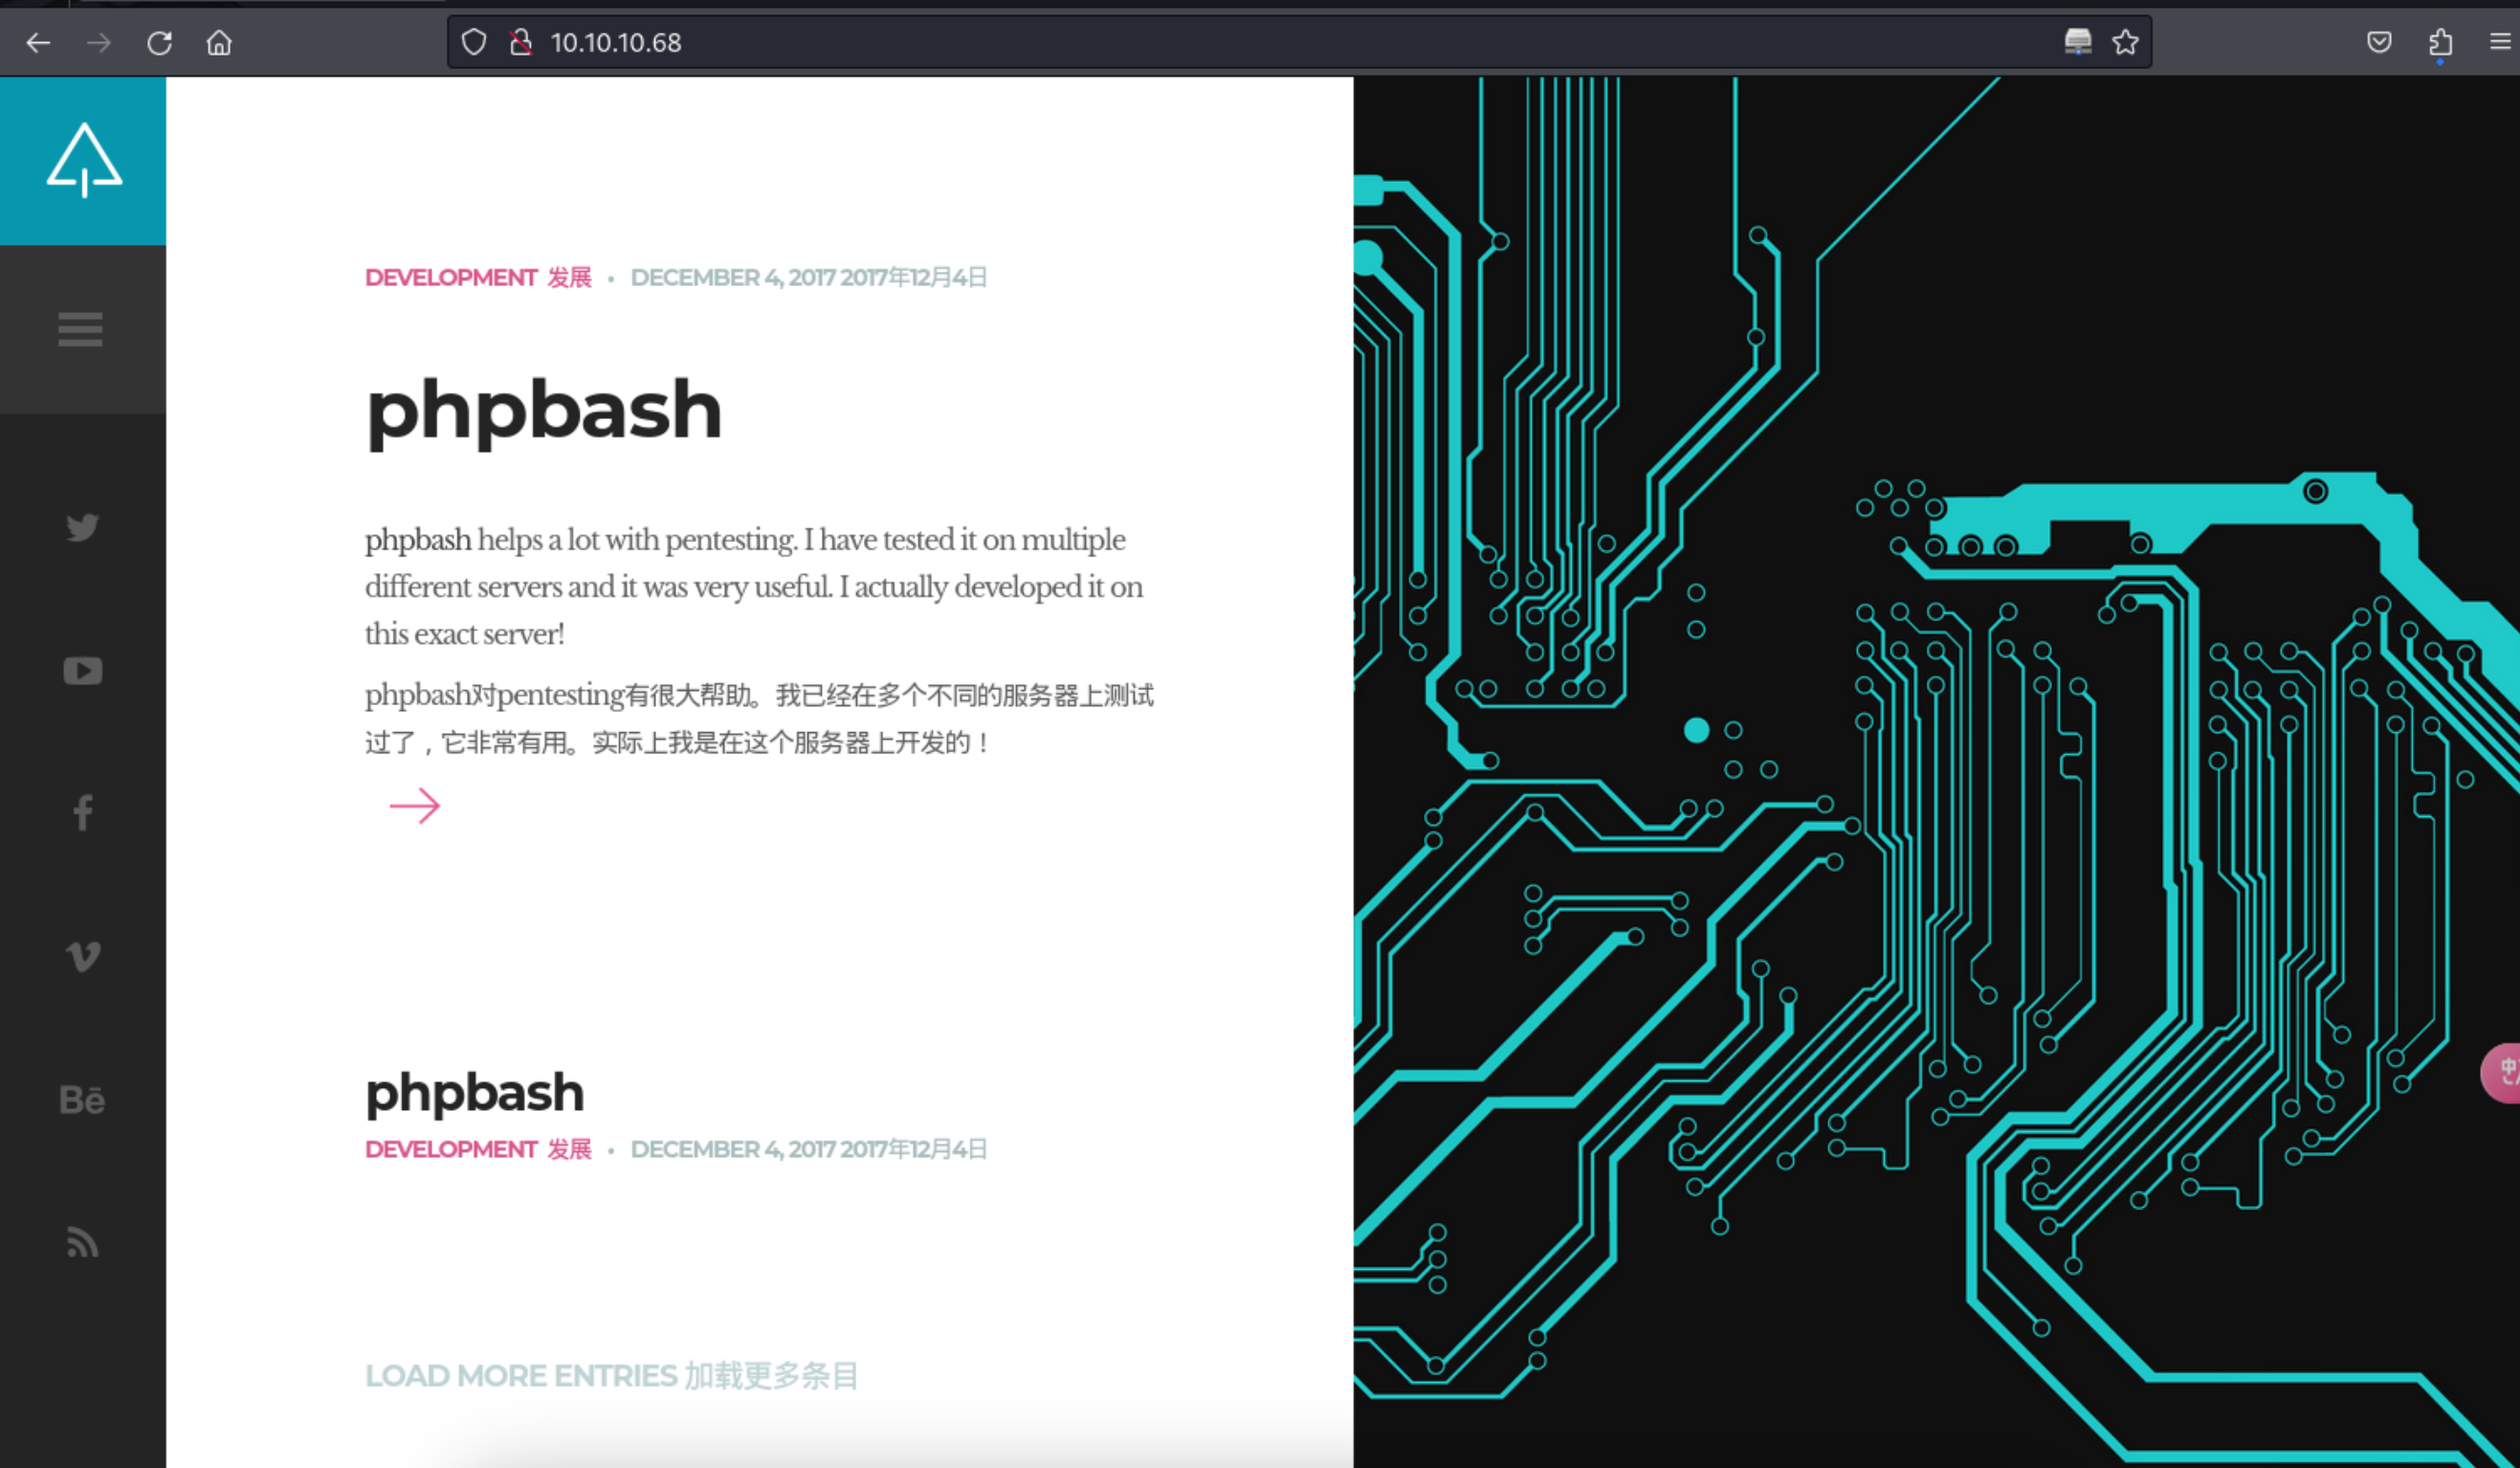 10.10.10.68
DEVELOPMENT 发展 • DECEMBER 4, 2017 2017年12月4日
phpbash
phpbash helps a lot with pentesting. I have tested it on multiple
different servers and it was very useful. I actually developed it on
this exact server!
phpbash对pentesting有很大帮助。我已经在多个不同的服务器上测试
过了，它非常有用。实际上我是在这个服务器上开发的！
phpbash
DEVELOPMENT 发展 • DECEMBER 4, 2017 2017年12月4日
LOAD MORE ENTRIES 加载更多条目
Bē
中